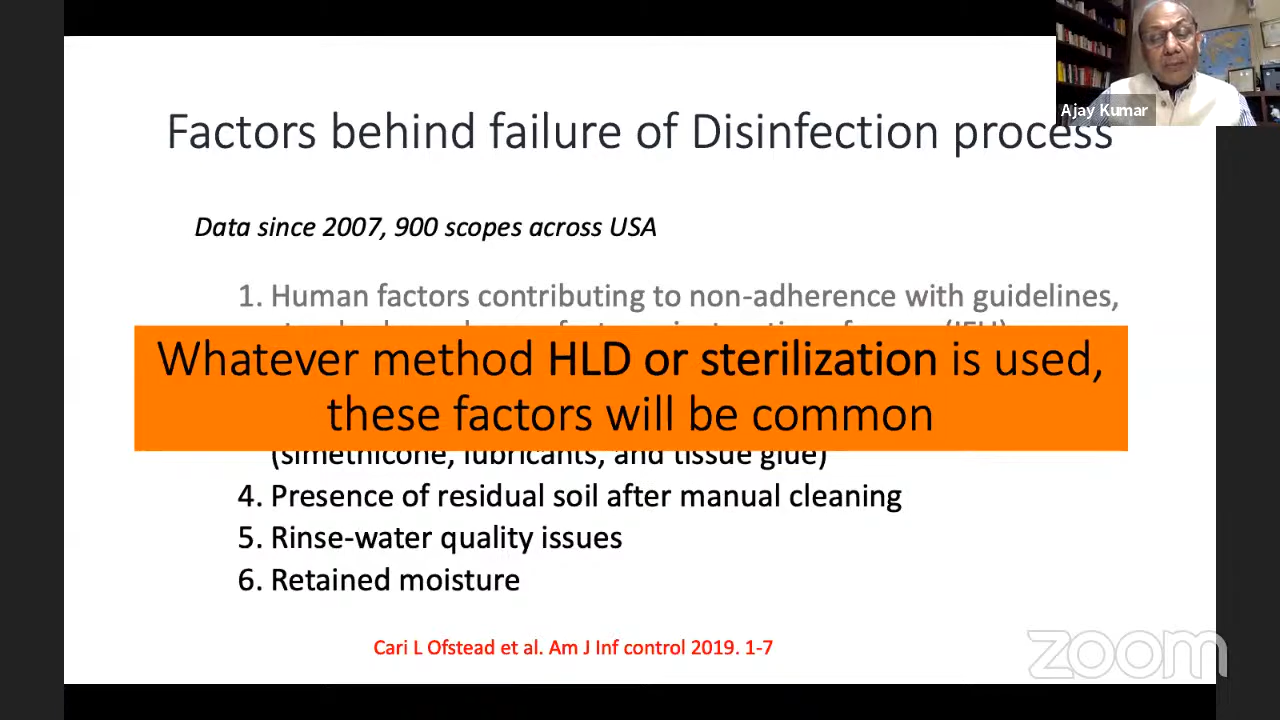 Ajay Kumar
Factors behind failure of Disinfection process
Data since 2007, 900 scopes across USA
1. Human factors contributing to non-adherence with guidelines,
Whatever method HLD or sterilization is used,
these factors will be common
(simethicone, lubricants, and tissue glue)
4. Presence of residual soil after manual cleaning
5. Rinse-water quality issues
6. Retained moisture
Cari L Ofstead et al. Am J Inf control 2019. 1-7
zoom